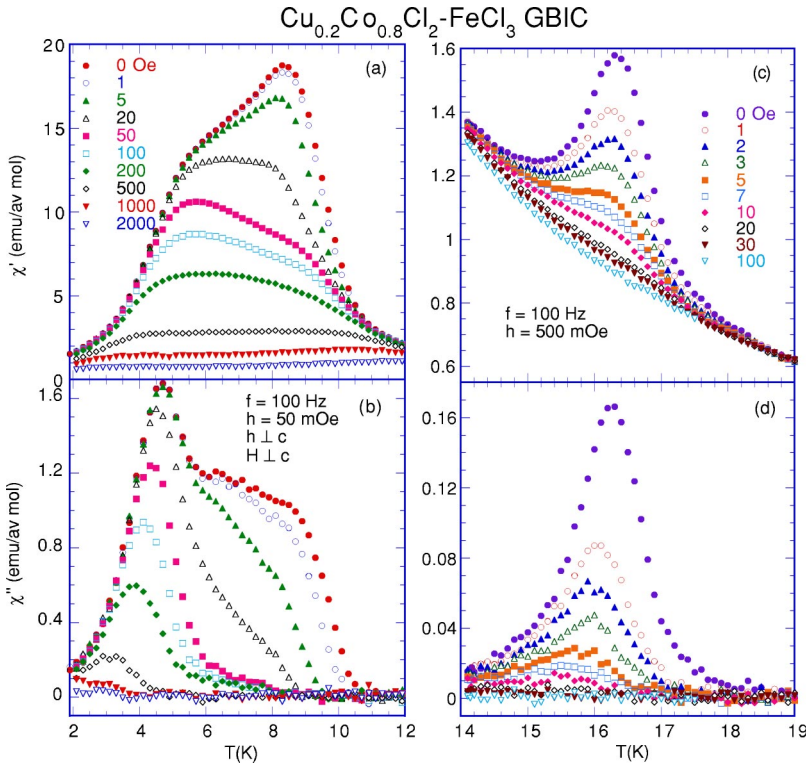 Cu0.2Co0.8Cl2-FeCl3 GBIC
(a)
χ' (emu/av mol)
20
15
10
5
0
0 Oe
1
5
20
50
100
200
500
1000
2000
(c)
1.6
1.4
1.2
1
0.8
0.6
0 Oe
1
2
3
5
7
10
20
30
100
f = 100 Hz
h = 500 mOe
(b)
χ'' (emu/av mol)
1.6
1.2
0.8
0.4
0
f = 100 Hz
h = 50 mOe
h ⊥ c
H ⊥ c
2 4 6 8 10 12
T(K)
(d)
0.16
0.12
0.08
0.04
0
14 15 16 17 18 19
T(K)